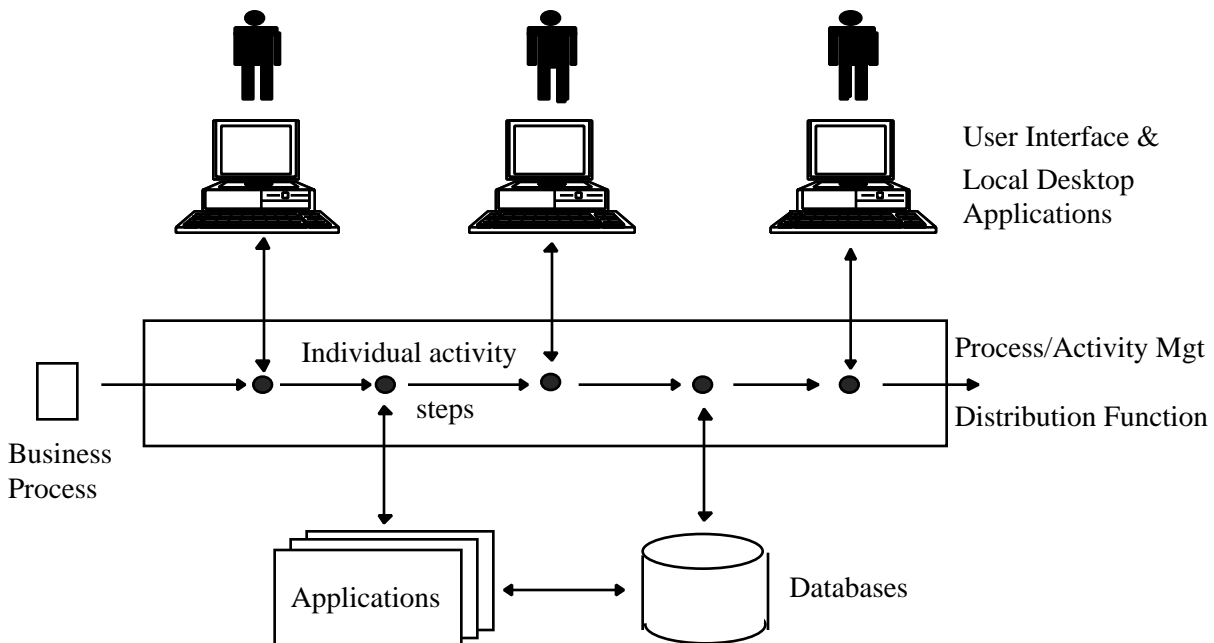 User Interface &
Local Desktop
Applications
Individual activity
steps
Process/Activity Mgt
Distribution Function
Business
Process
Applications
Databases